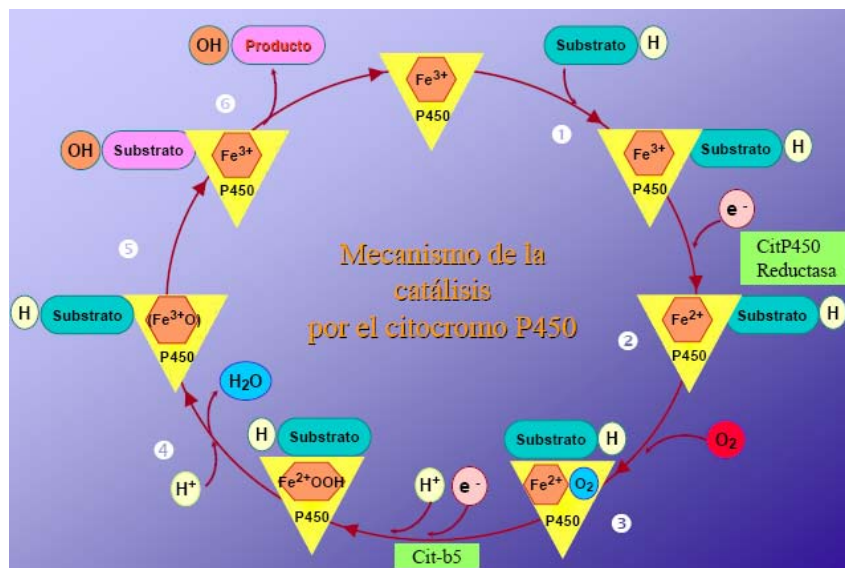 Mecanismo de la
catálisis
por el citocromo P450
Fe3+
P450
Substrato H
1
Fe3+
P450
Substrato H
e-
CitP450
Reductasa
Fe2+
P450
Substrato H
2
O2
H Substrato
Fe2+ O2
P450
3
H+
e-
Cit-b5
H Substrato
Fe2+OOH
P450
H+
4
H2O
H Substrato
(Fe3+O)
P450
5
OH Substrato
Fe3+
P450
6
OH Producto